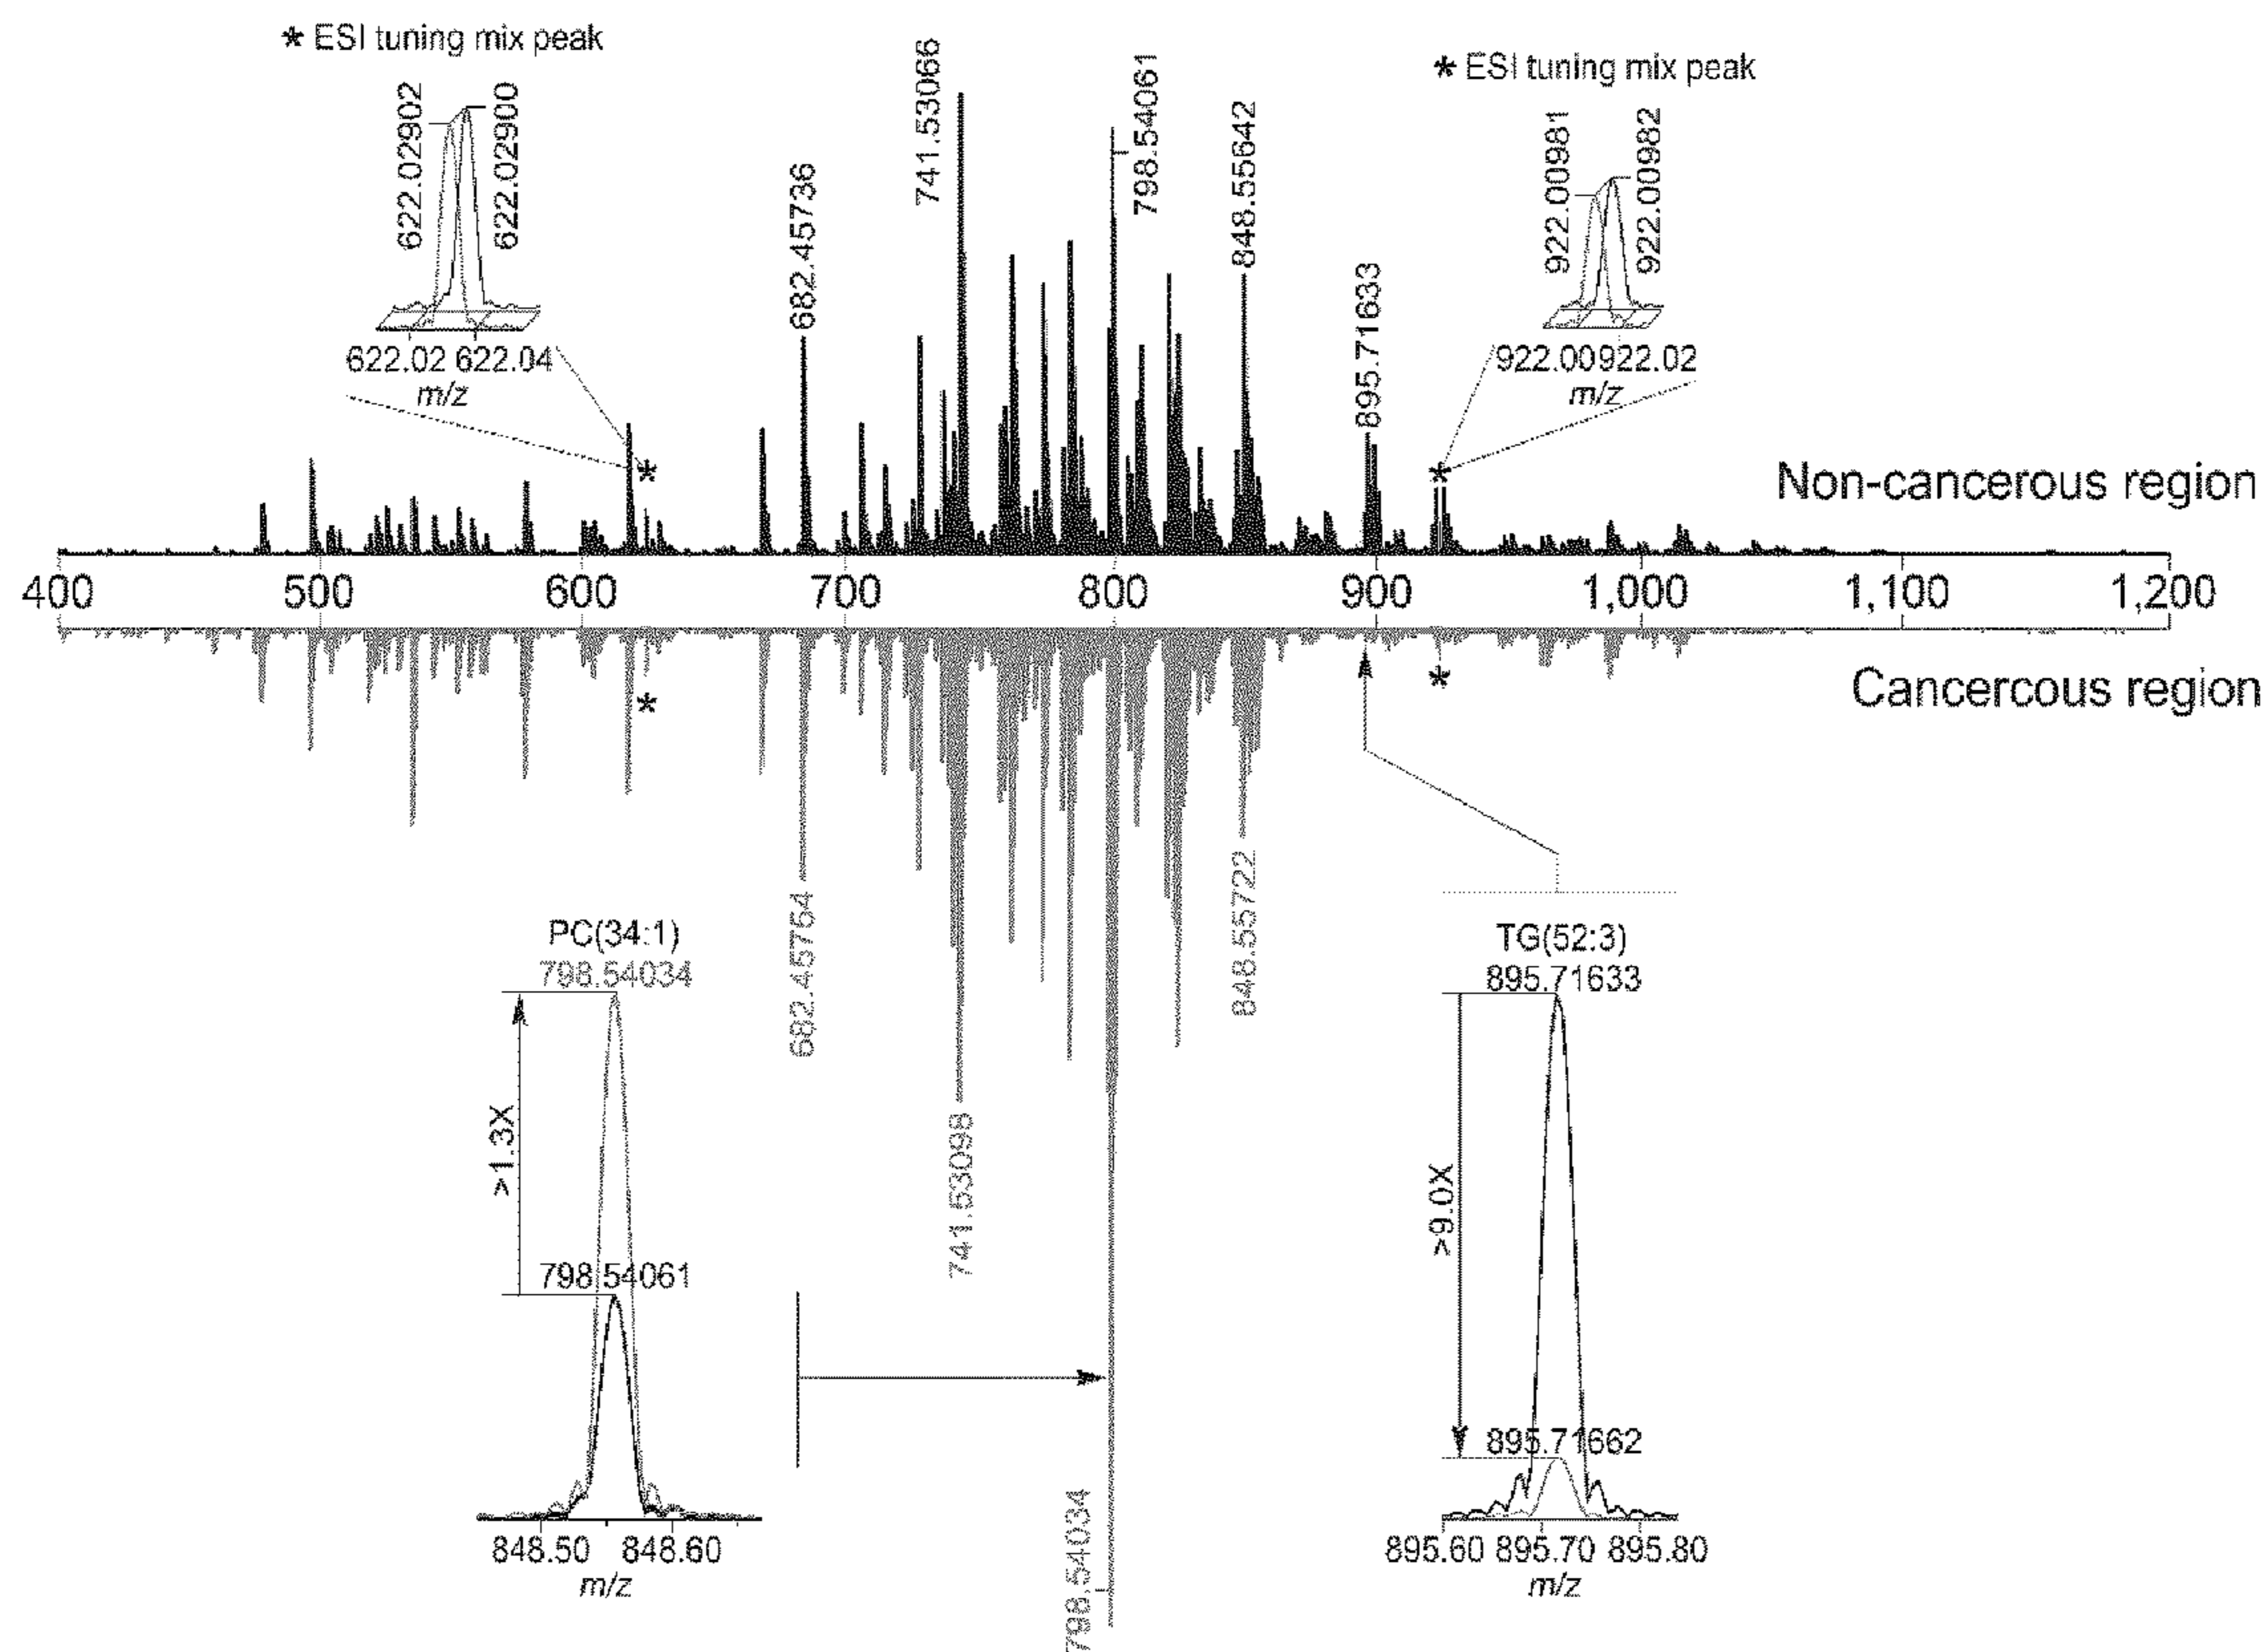 * ESI tuning mix peak
* ESI tuning mix peak
622.02902
622.02900
741.53066
798.54061
922.00981
922.00982
682.45736
848.55642
895.71633
622.02 622.04
m/z
922.00 922.02
m/z
*
*
Non-cancerous region
400 500 600 700 800 900 1,000 1,100 1,200
*
*
Cancercous region
682.45764
848.55722
741.53098
798.54034
PC(34:1)
798.54034
>1.3X
798.54061
848.50 848.60
m/z
TG(52:3)
895.71633
>9.0X
895.71662
895.60 895.70 895.80
m/z